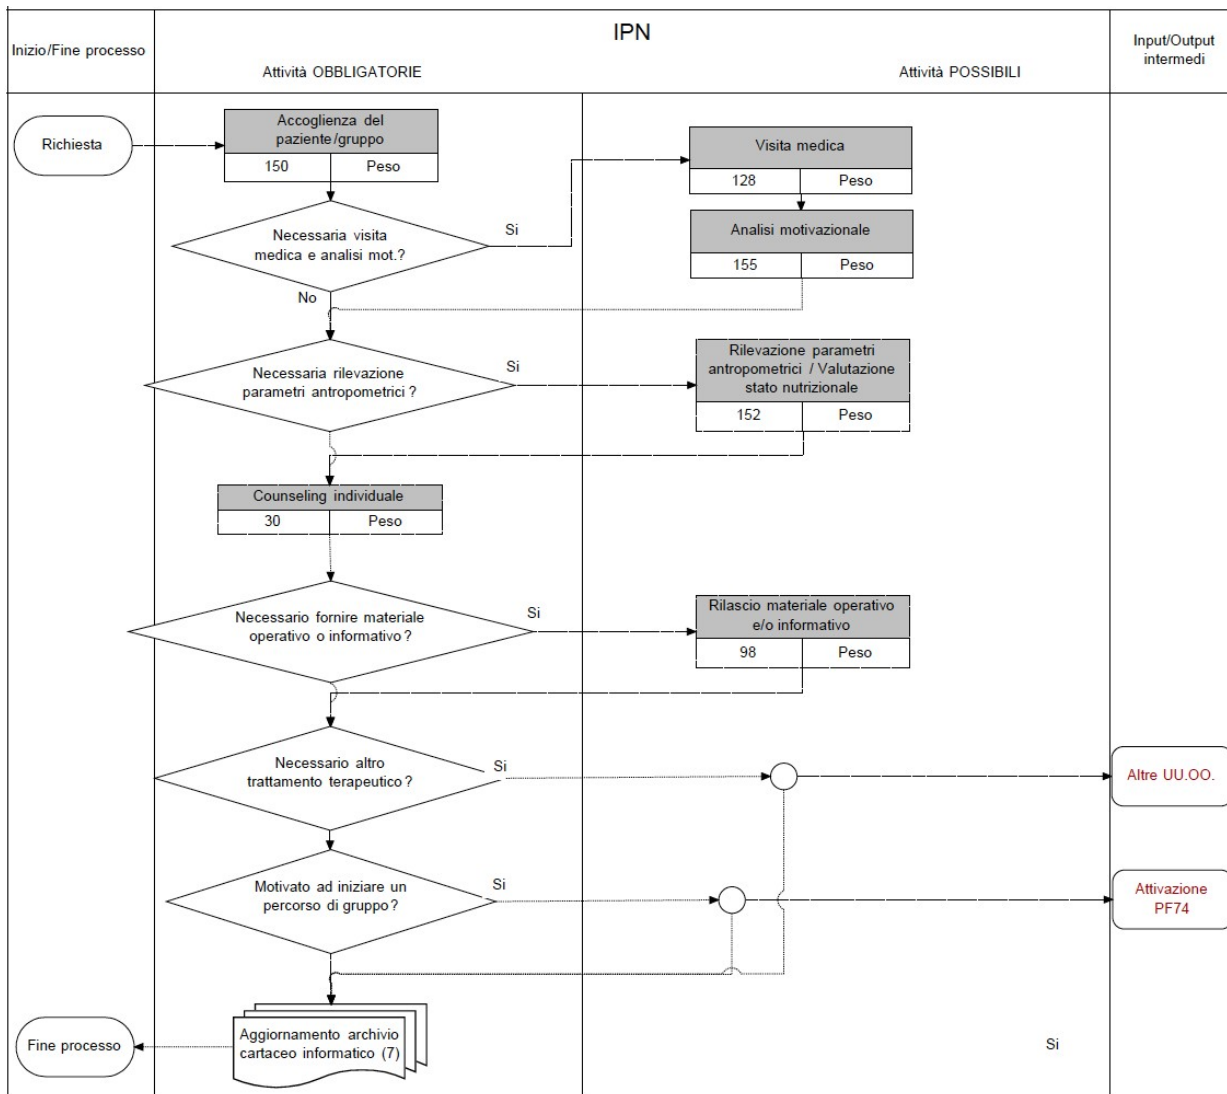 IPN
Inizio/Fine processo
Attività OBBLIGATORIE
Attività POSSIBILI
Input/Output
intermedi
Richiesta
Accoglienza del
paziente/gruppo
150 Peso
Visita medica
128 Peso
Necessaria visita
medica e analisi mot.?
Si
No
Analisi motivazionale
155 Peso
Necessaria rilevazione
parametri antropometrici?
Si
Rilevazione parametri
antropometrici / Valutazione
stato nutrizionale
152 Peso
Counseling individuale
30 Peso
Necessario fornire materiale
operativo o informativo?
Si
Rilascio materiale operativo
e/o informativo
98 Peso
Necessario altro
trattamento terapeutico?
Si
Altre UU.OO.
Motivato ad iniziare un
percorso di gruppo?
Si
Attivazione
PF74
Aggiornamento archivio
cartaceo informatico (7)
Fine processo
Si